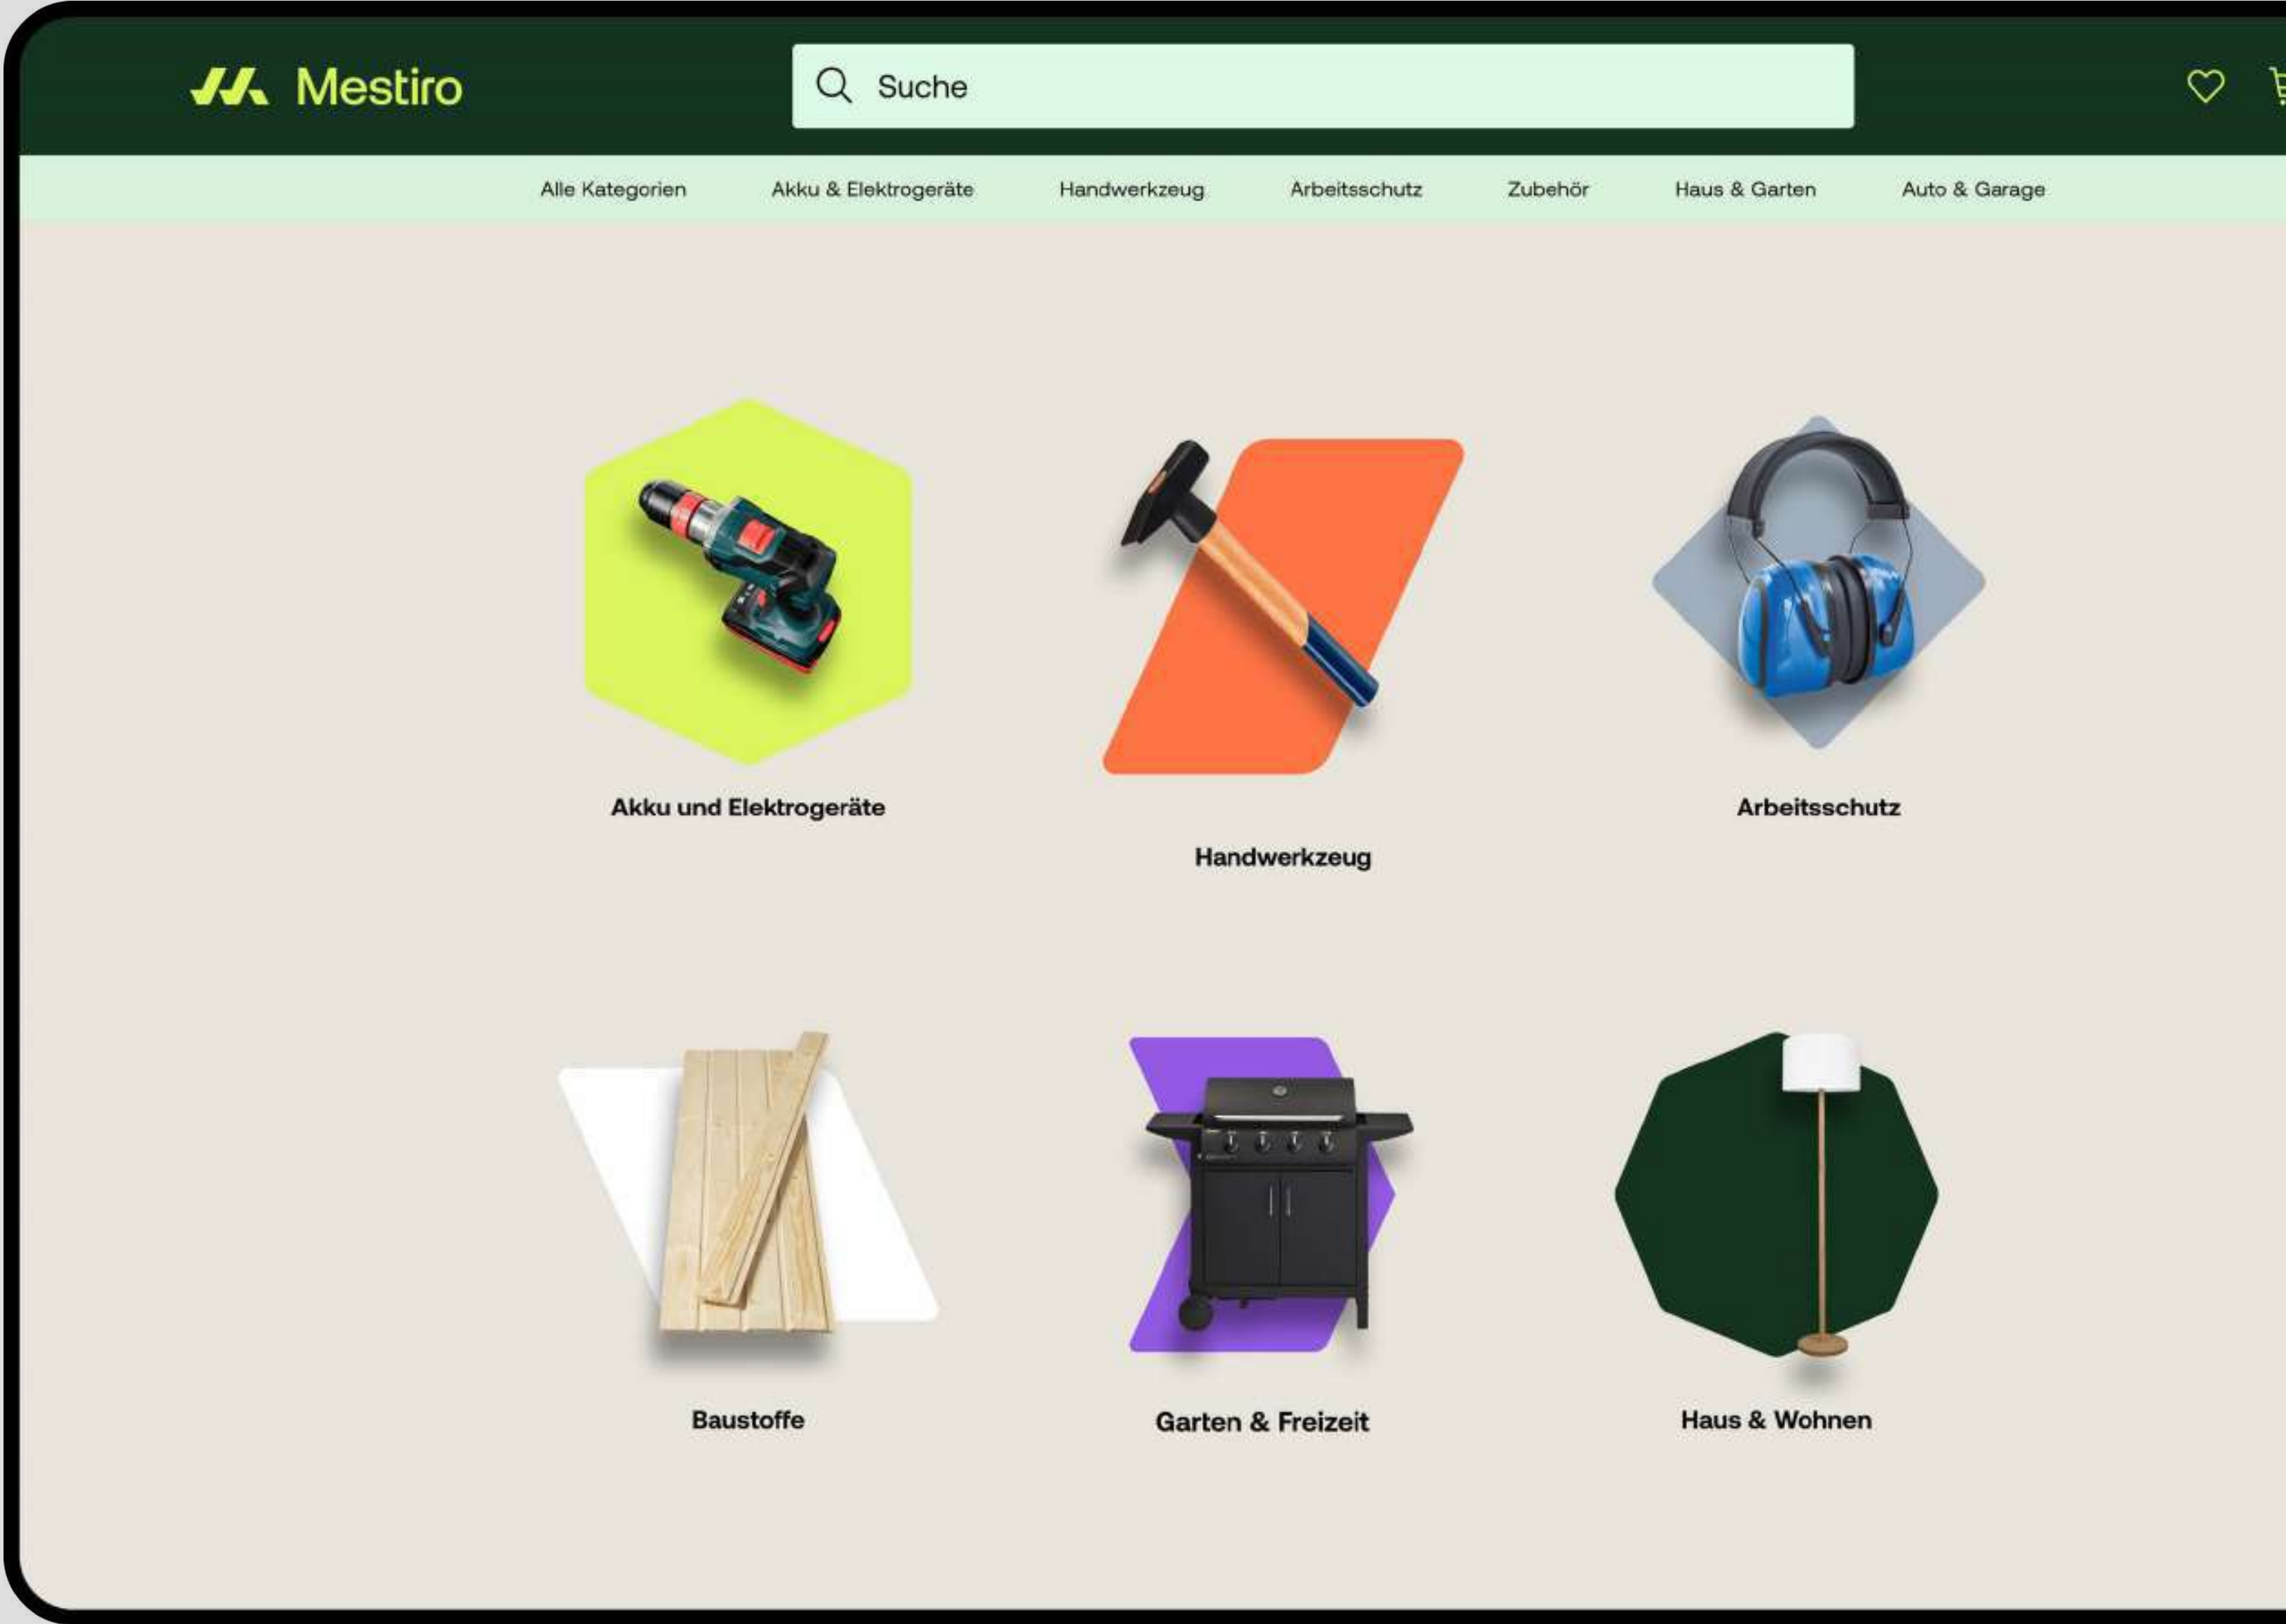 Mestiro
Suche
Alle Kategorien
Akku & Elektrogeräte
Handwerkzeug
Arbeitsschutz
Zubehör
Haus & Garten
Auto & Garage
Akku und Elektrogeräte
Handwerkzeug
Arbeitsschutz
Baustoffe
Garten & Freizeit
Haus & Wohnen